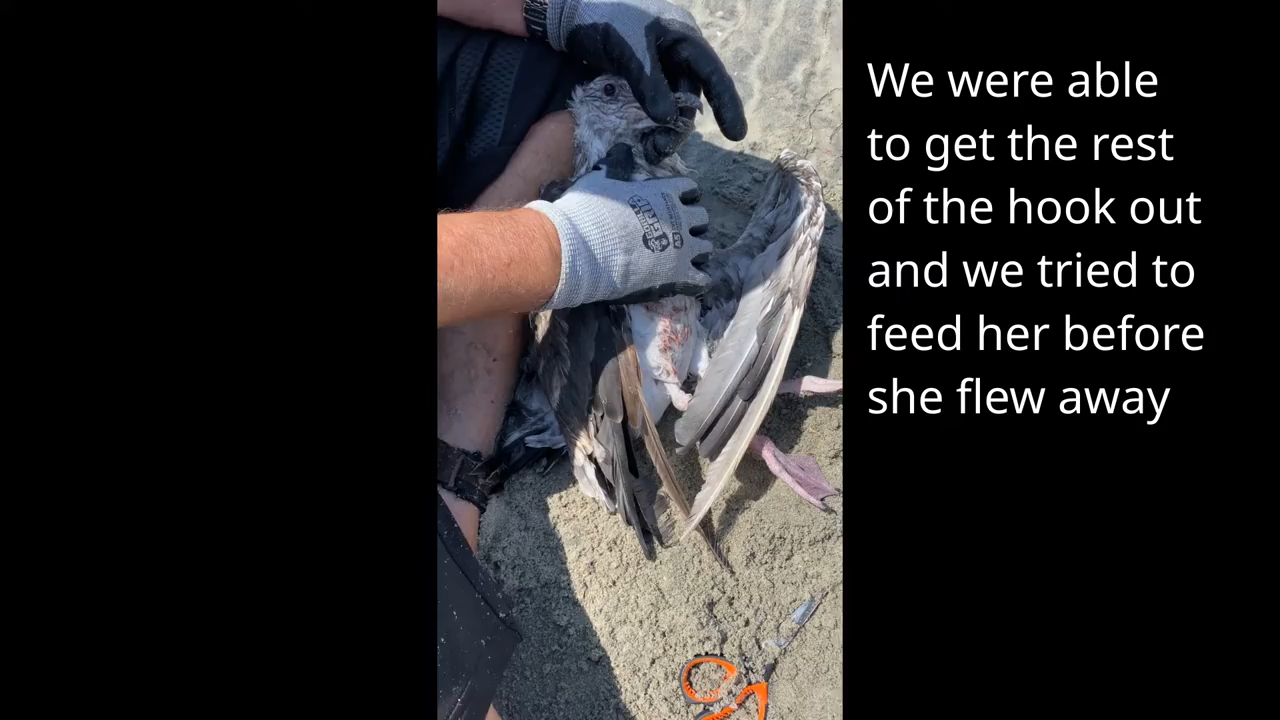 We were able
to get the rest
of the hook out
and we tried to
feed her before
she flew away
GRIP